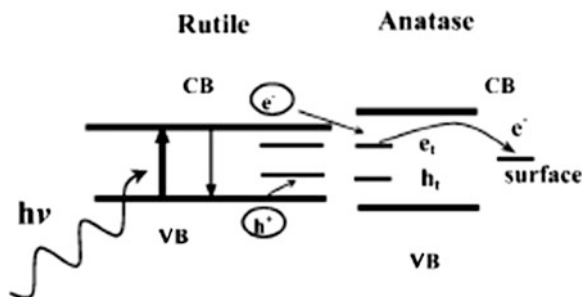 Rutile Anatase
CB CB
e-
et e-
ht surface
hν
h+
VB VB